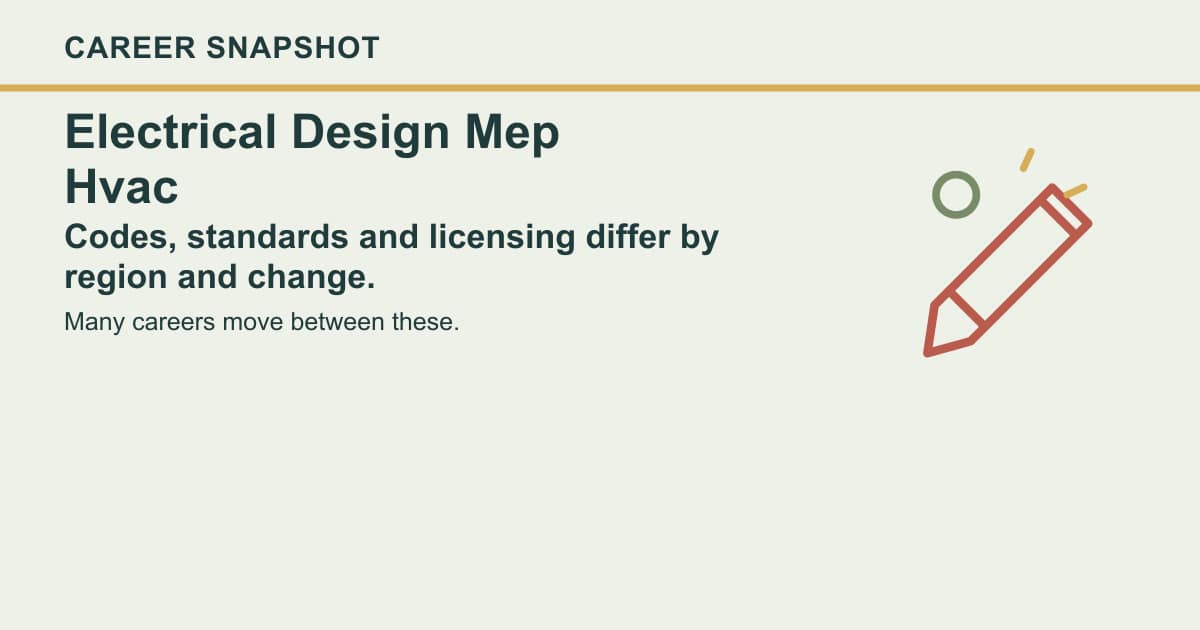 CAREER SNAPSHOT
Electrical Design Mep
Hvac
Codes, standards and licensing differ by
region and change.
Many careers move between these.